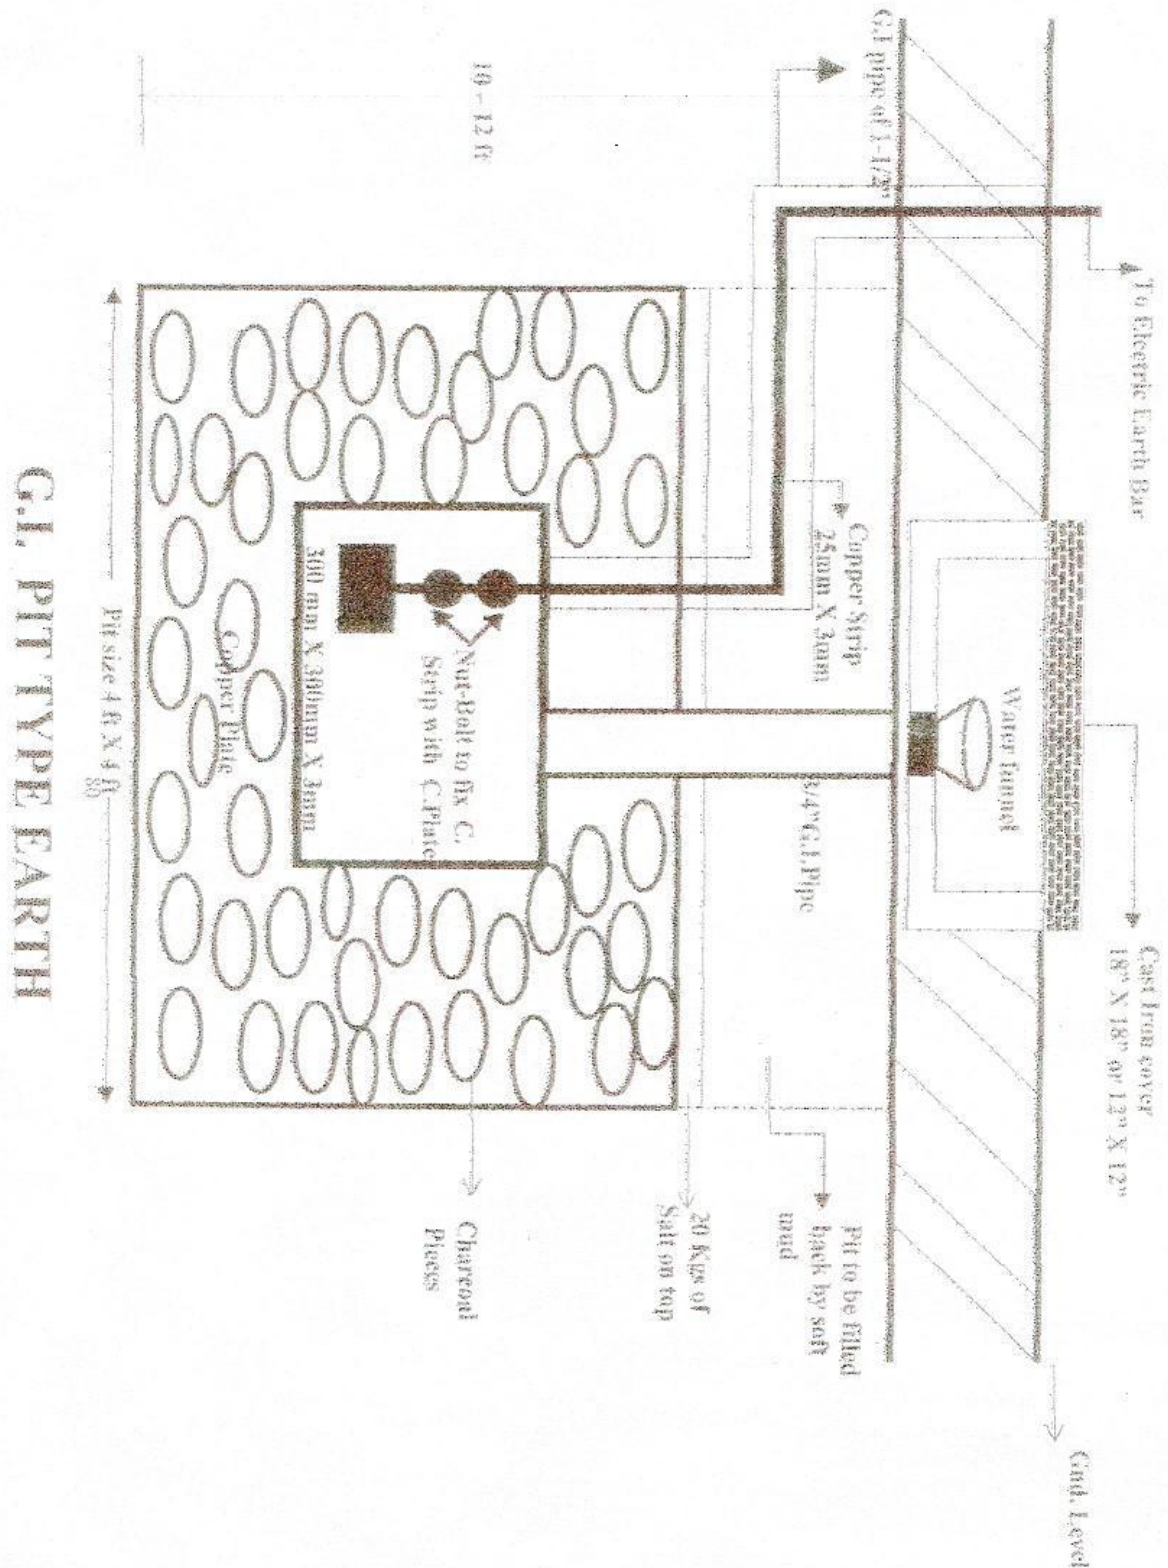 To Electric Earth Bar
Cast Iron cover
18" X 18" or 12" X 12"
Gnd. Level
Water funnel
G.I. pipe of 1-1/2"
Copper Strip
25mm X 3mm
3/4" G.I. Pipe
Pit to be filled
back by soft
mud
10 - 12 ft
20 Kgs of
Salt on top
Nut-Bolt to fix C.
Strip with C. Plate
Charcoal
Pieces
300 mm X 300mm X 3mm
Copper Plate
Pit size 4 ft X 4 ft
89
G.I. PIT TYPE EARTH